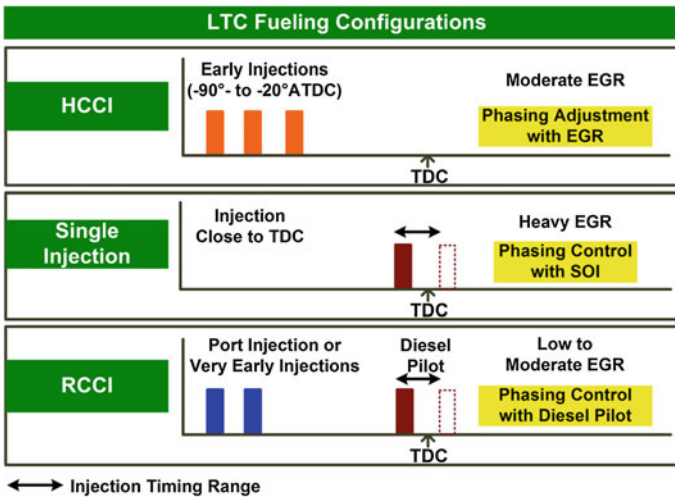 LTC Fueling Configurations
HCCI
Early Injections
(-90°- to -20°ATDC)
Moderate EGR
Phasing Adjustment
with EGR
TDC
Single
Injection
Injection
Close to TDC
Heavy EGR
Phasing Control
with SOI
TDC
RCCI
Port Injection or
Very Early Injections
Diesel
Pilot
Low to
Moderate EGR
Phasing Control
with Diesel Pilot
TDC
Injection Timing Range